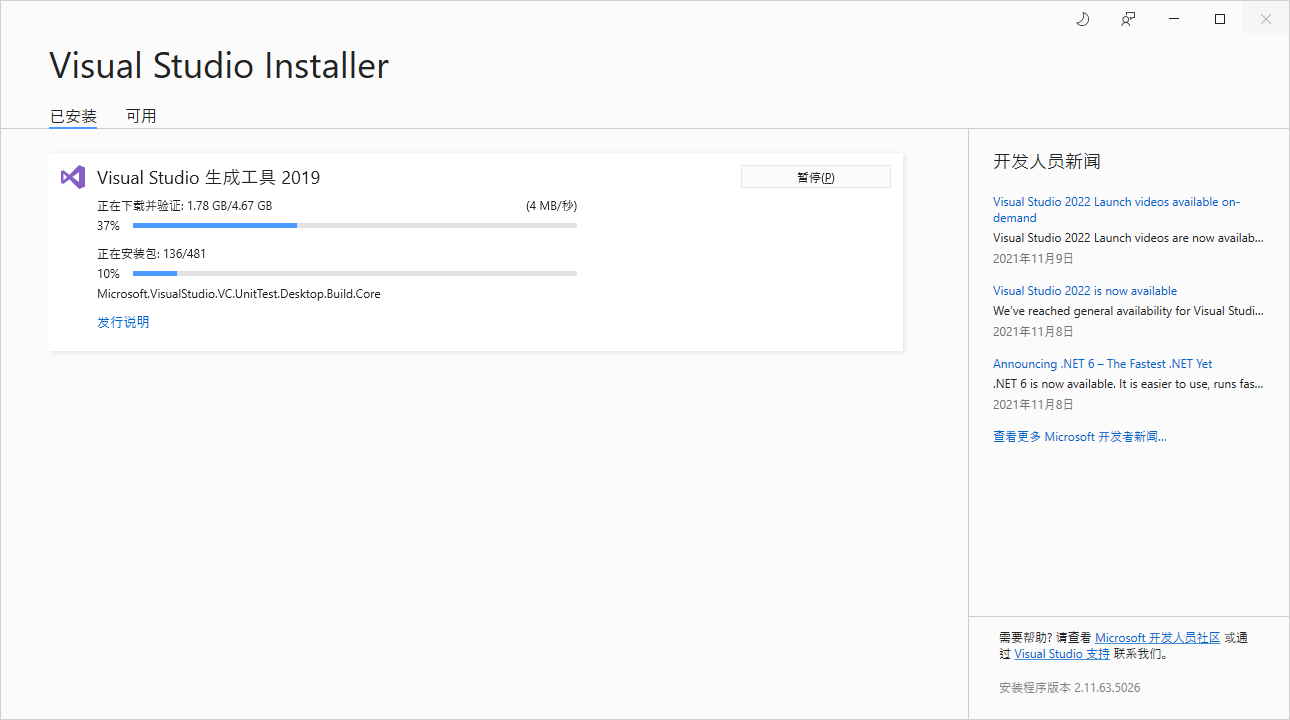 Visual Studio Installer
已安装 可用
Visual Studio 生成工具 2019
暂停(P)
正在下载并验证: 1.78 GB/4.67 GB (4 MB/秒)
37%
正在安装包: 136/481
10%
Microsoft.VisualStudio.VC.UnitTest.Desktop.Build.Core
发行说明
开发人员新闻
Visual Studio 2022 Launch videos available on-
demand
Visual Studio 2022 Launch videos are now availab...
2021年11月9日
Visual Studio 2022 is now available
We've reached general availability for Visual Studi...
2021年11月8日
Announcing .NET 6 – The Fastest .NET Yet
.NET 6 is now available. It is easier to use, runs fas...
2021年11月8日
查看更多 Microsoft 开发者新闻...
需要帮助? 请查看 Microsoft 开发人员社区 或通
过 Visual Studio 支持 联系我们。
安装程序版本 2.11.63.5026